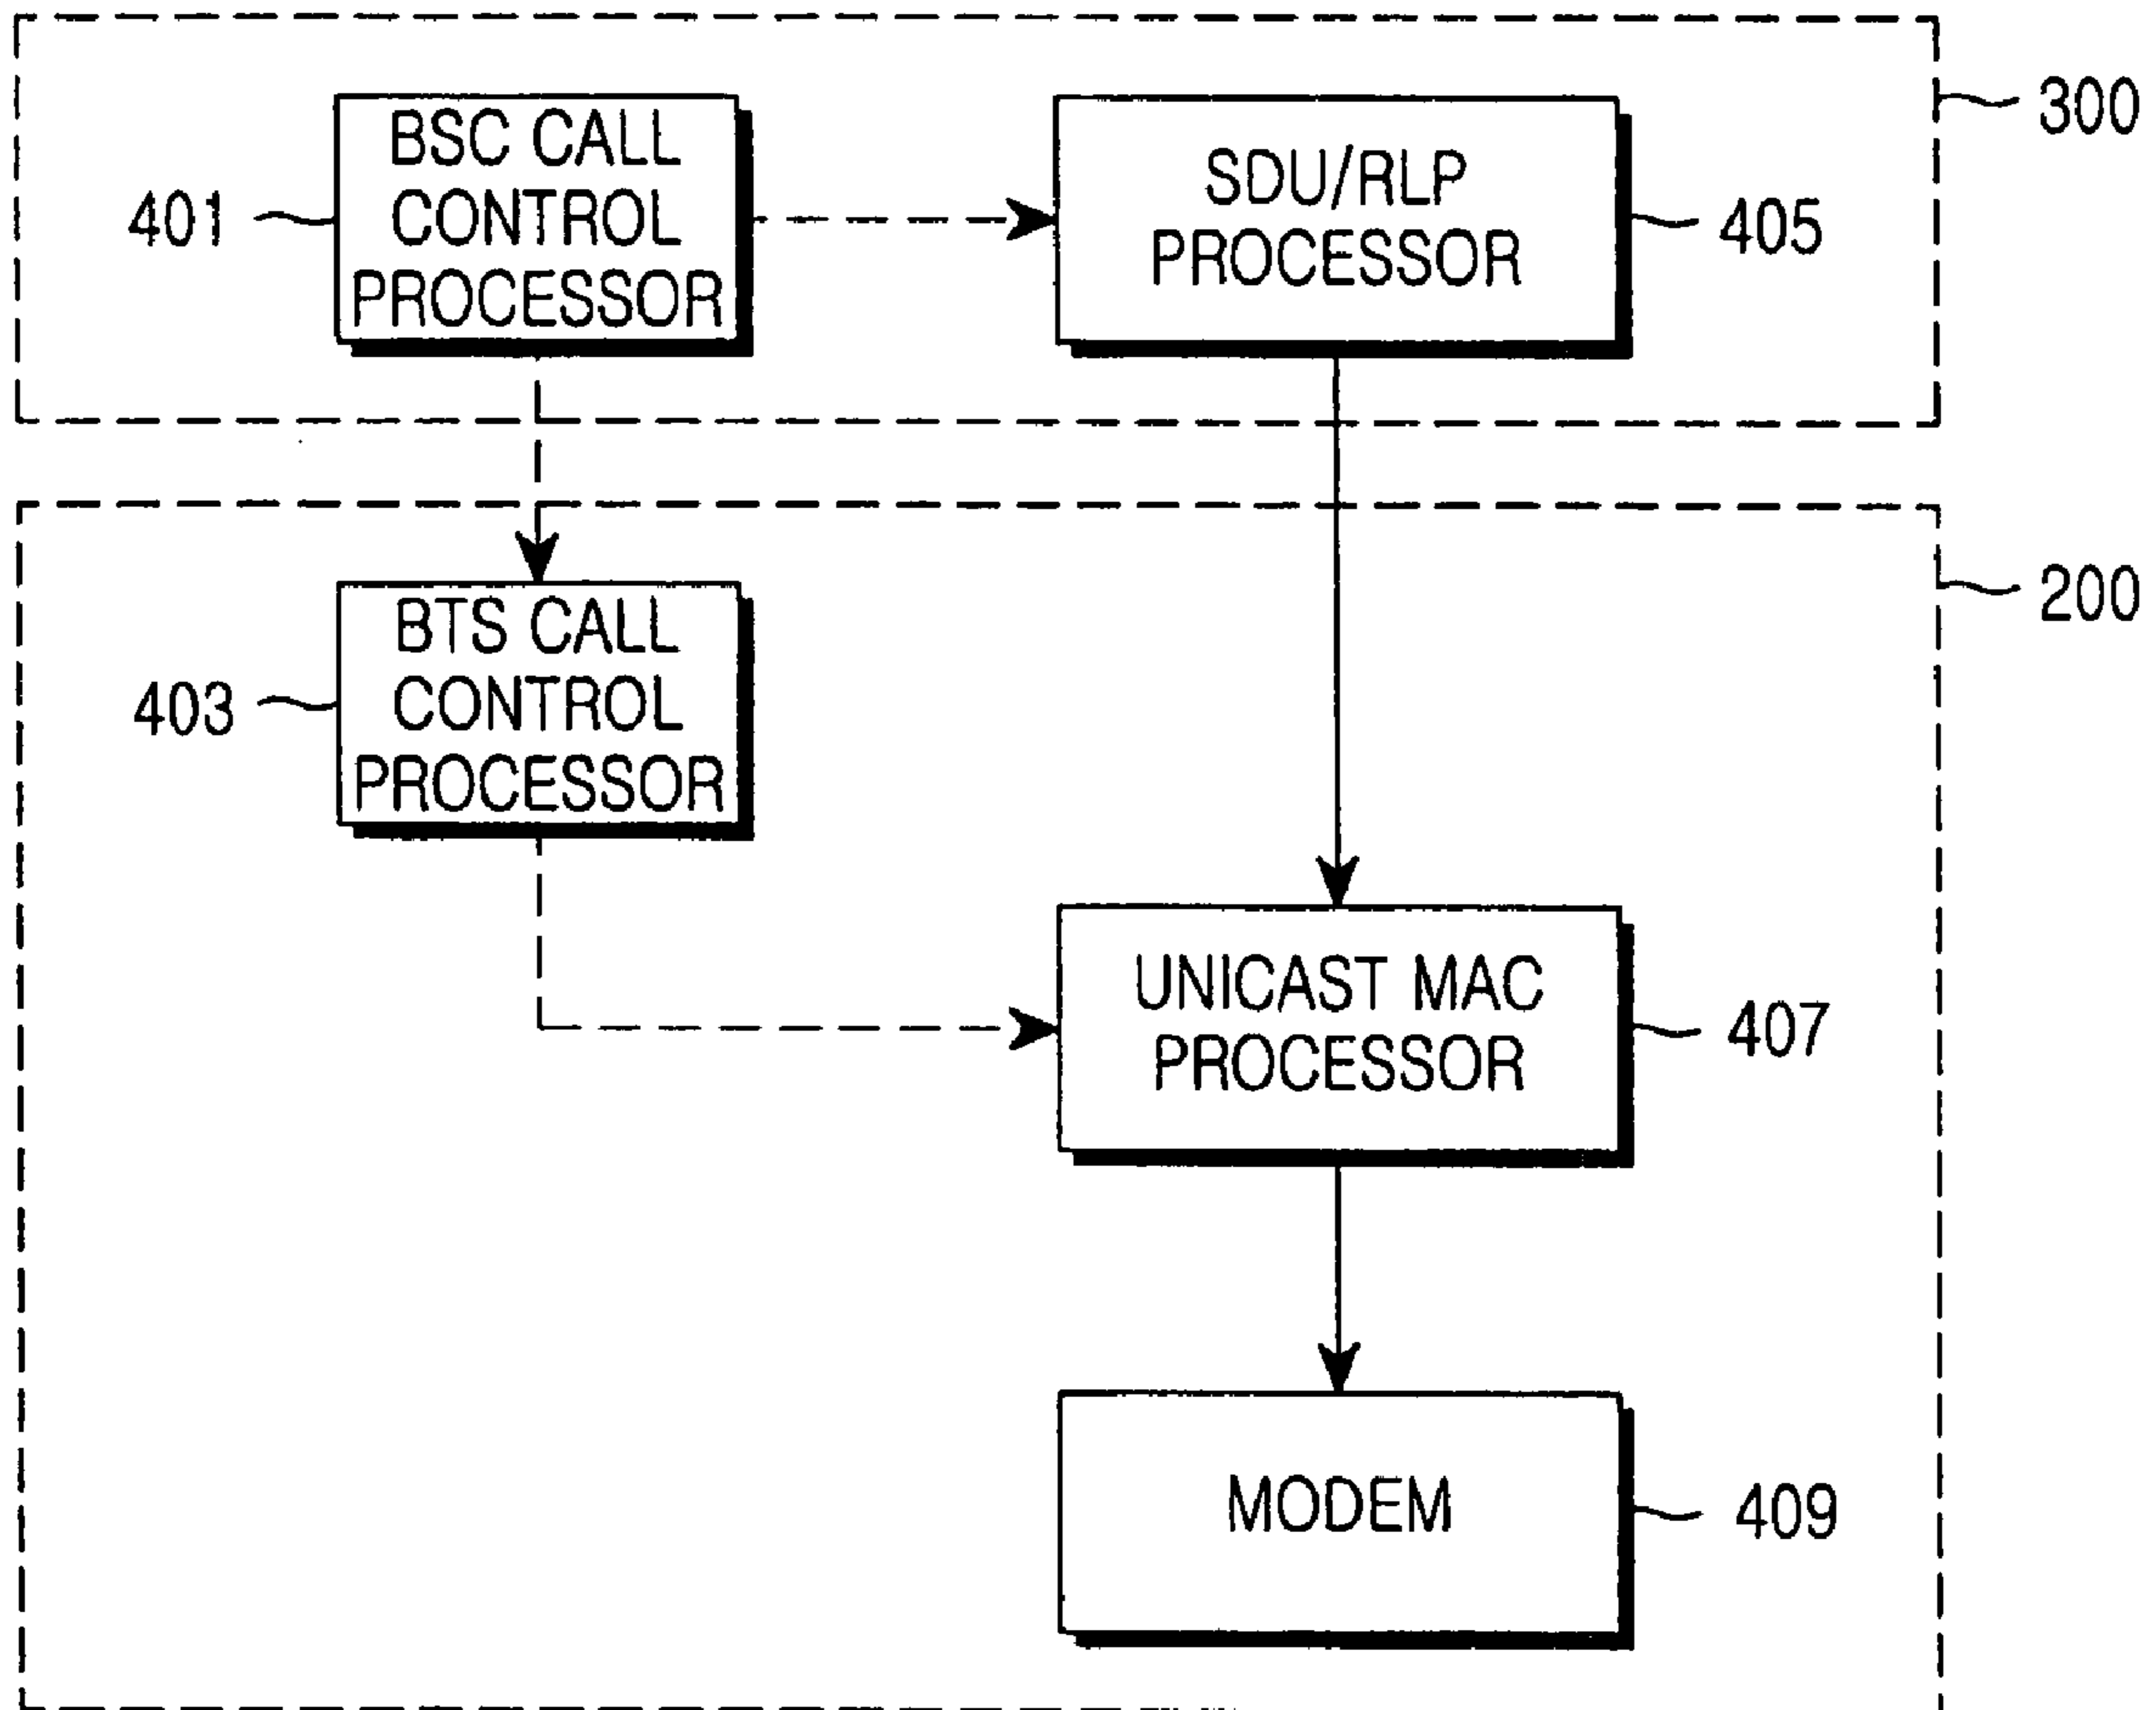 300
BSC CALL
CONTROL
PROCESSOR
401
SDU/RLP
PROCESSOR
405
200
BTS CALL
CONTROL
PROCESSOR
403
UNICAST MAC
PROCESSOR
407
MODEM
409